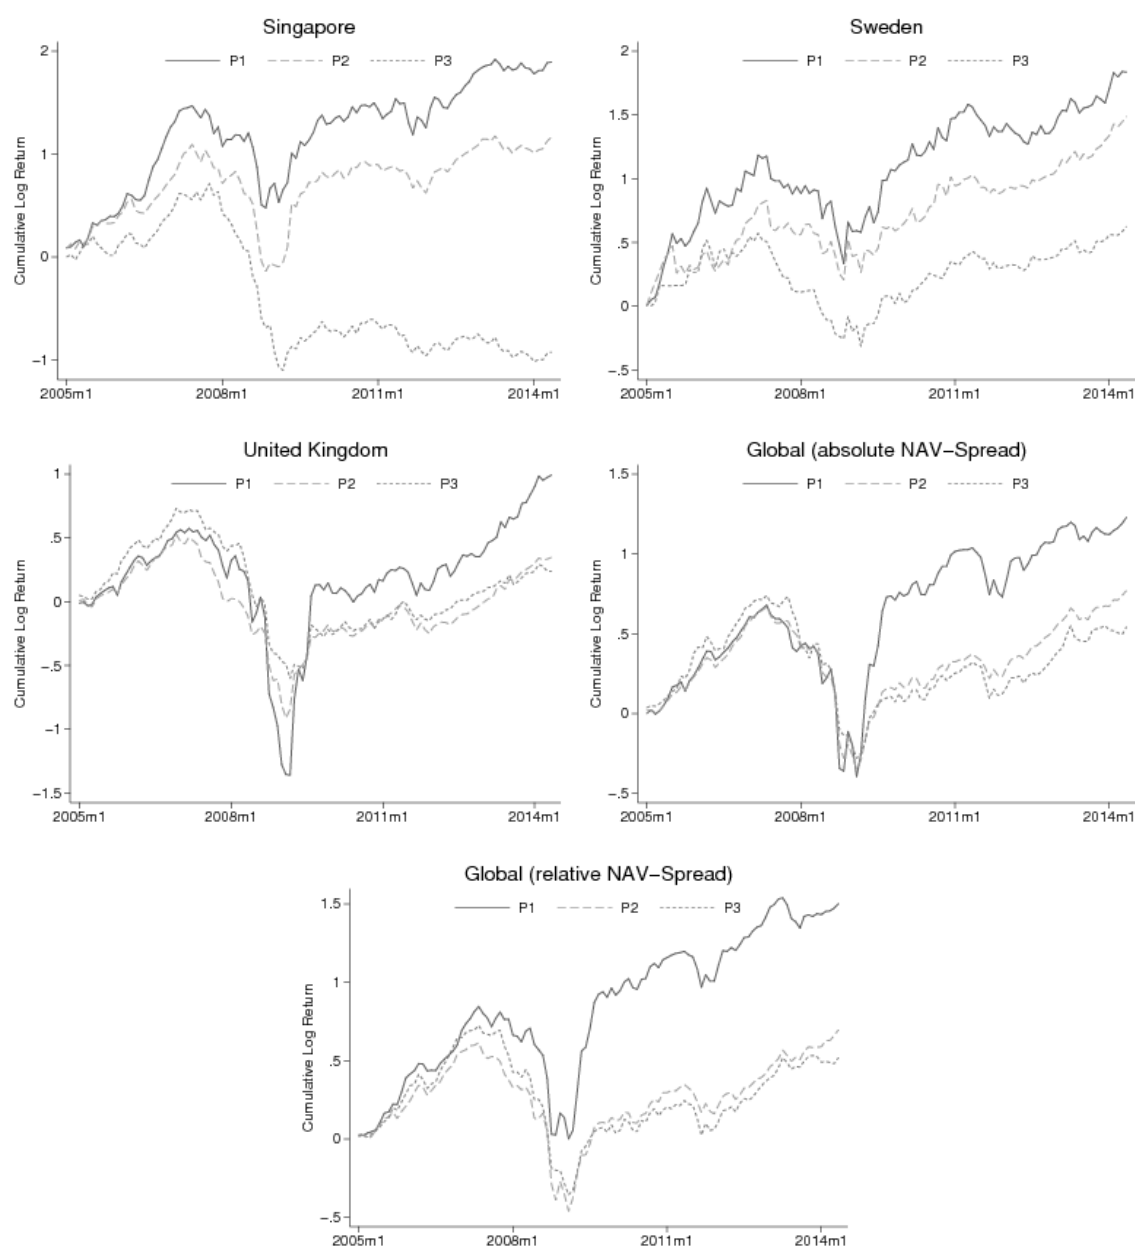 Singapore
P1 P2 P3
Cumulative Log Return
2
1
0
−1
2005m1 2008m1 2011m1 2014m1
Sweden
P1 P2 P3
Cumulative Log Return
2
1.5
1
.5
0
−.5
2005m1 2008m1 2011m1 2014m1
United Kingdom
P1 P2 P3
Cumulative Log Return
1
.5
0
−.5
−1
−1.5
2005m1 2008m1 2011m1 2014m1
Global (absolute NAV−Spread)
P1 P2 P3
Cumulative Log Return
1.5
1
.5
0
−.5
2005m1 2008m1 2011m1 2014m1
Global (relative NAV−Spread)
P1 P2 P3
Cumulative Log Return
1.5
1
.5
0
−.5
2005m1 2008m1 2011m1 2014m1